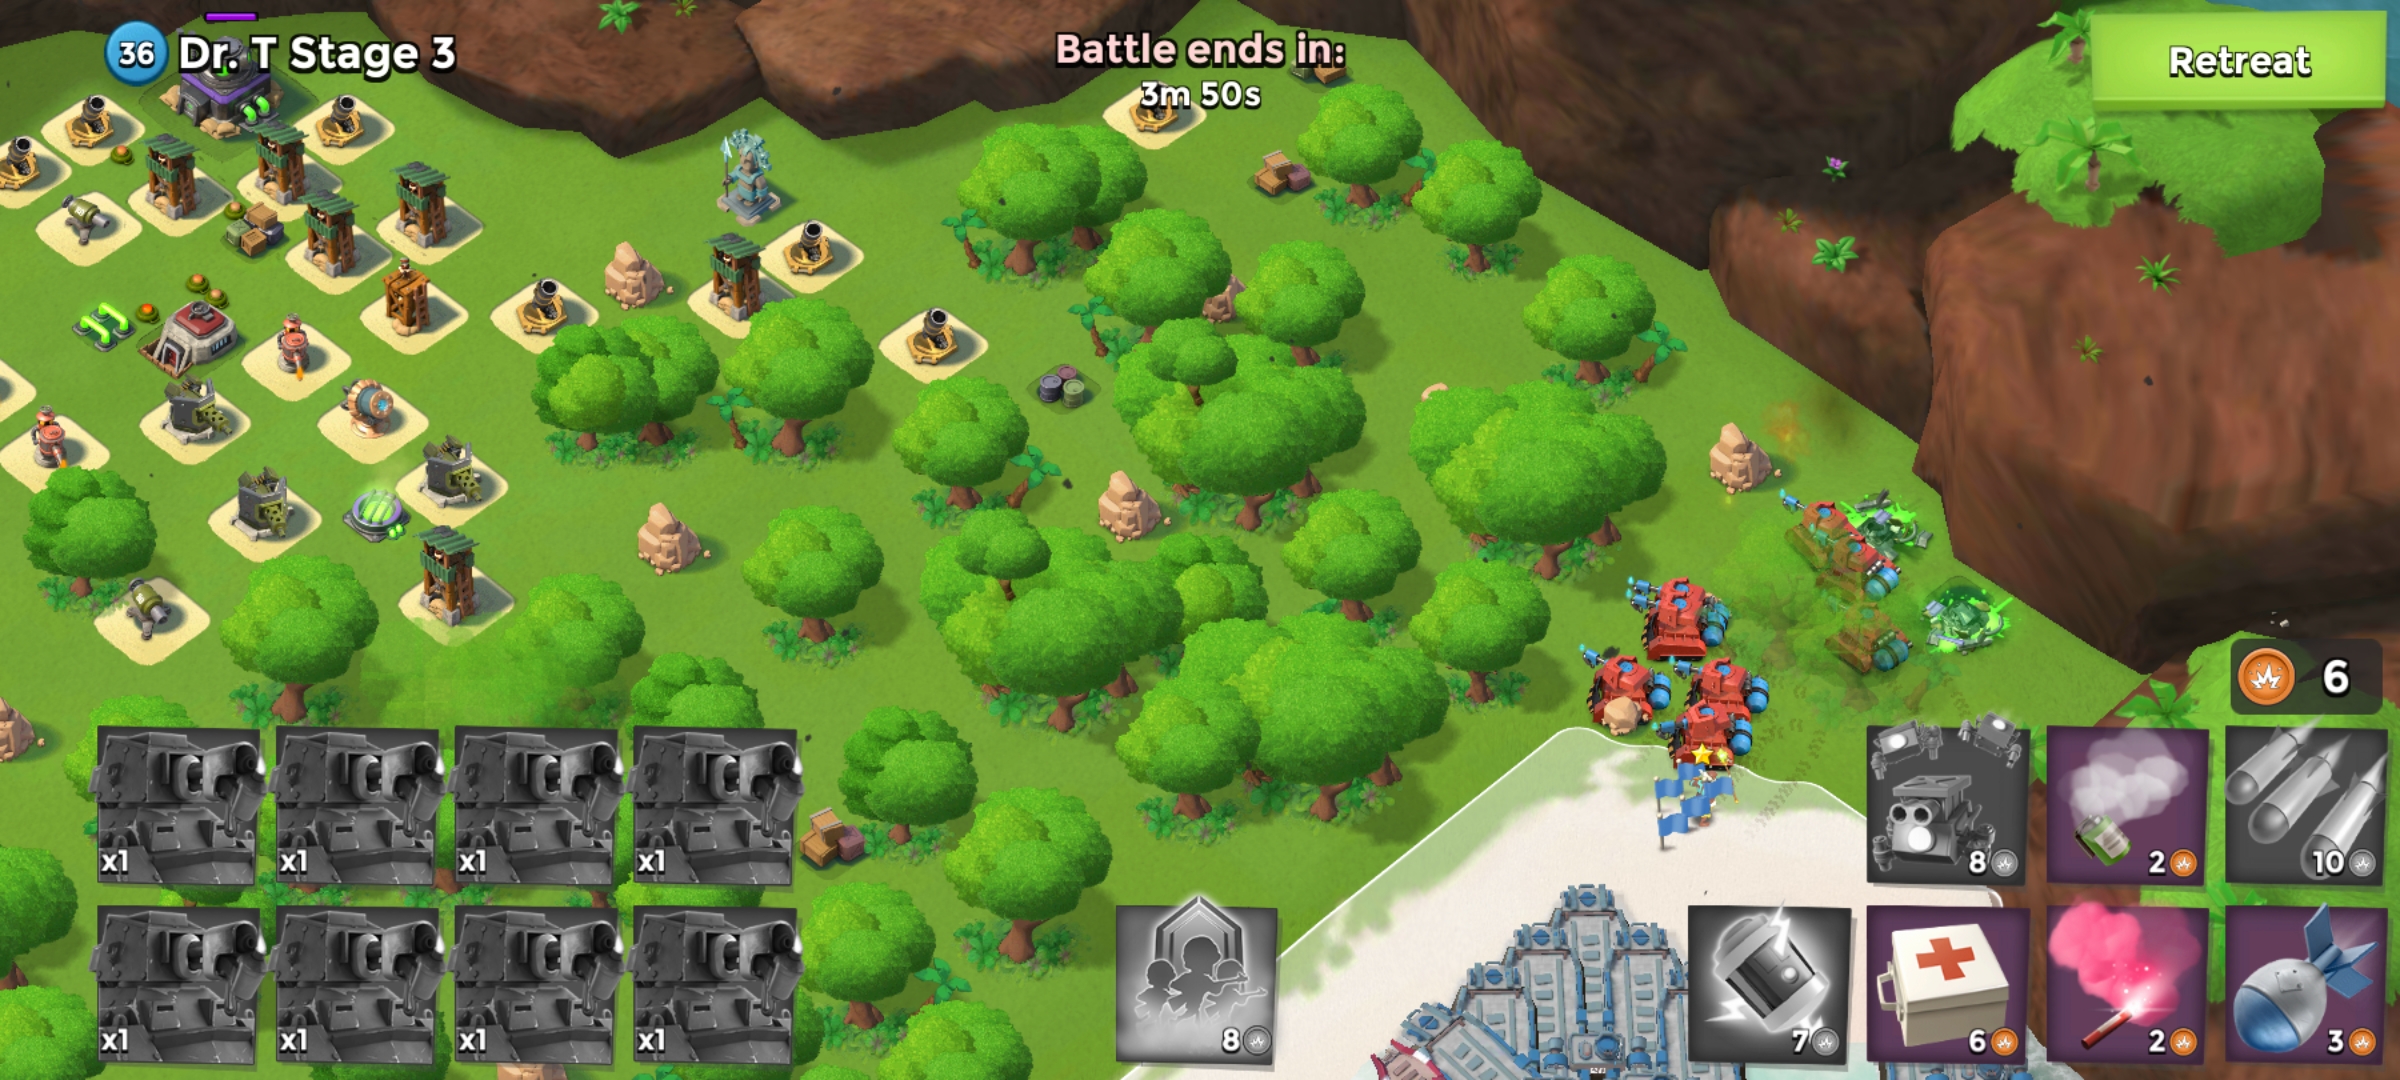 36 Dr. T Stage 3
Battle ends in:
3m 50s
Retreat
6
x1 x1 x1 x1
8 2 10
x1 x1 x1 x1
8 7 6 2 3